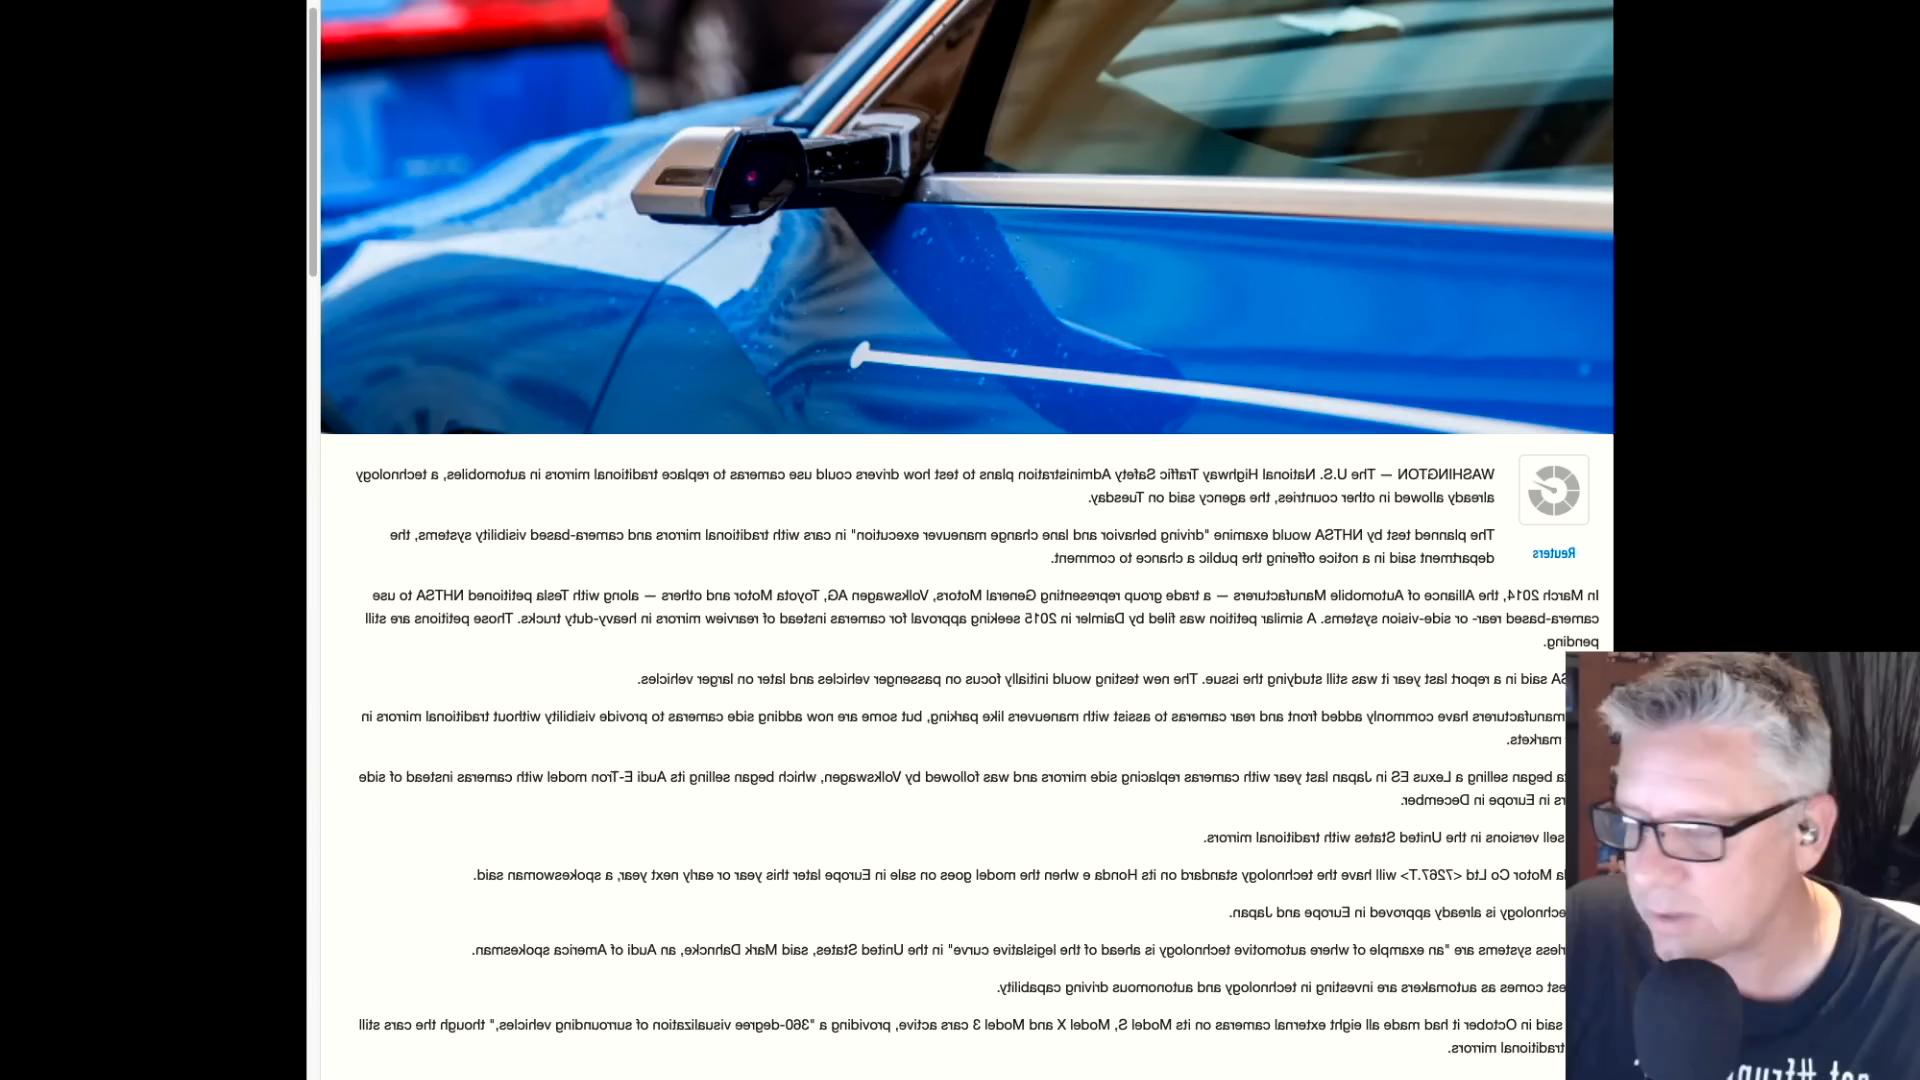 WASHINGTON — The U.S. National Highway Traffic Safety Administration plans to test how drivers could use cameras to replace traditional mirrors in automobiles, a technology
already allowed in other countries, the agency said on Tuesday.
Reuters
The planned test by NHTSA would examine "driving behavior and lane change maneuver execution" in cars with traditional mirrors and camera-based visibility systems, the
department said in a notice offering the public a chance to comment.
In March 2014, the Alliance of Automobile Manufacturers — a trade group representing General Motors, Volkswagen AG, Toyota Motor and others — along with Tesla petitioned NHTSA to use
camera-based rear- or side-vision systems. A similar petition was filed by Daimler in 2015 seeking approval for cameras instead of rearview mirrors in heavy-duty trucks. Those petitions are still
pending.
SA said in a report last year it was still studying the issue. The new testing would initially focus on passenger vehicles and later on larger vehicles.
manufacturers have commonly added front and rear cameras to assist with maneuvers like parking, but some are now adding side cameras to provide visibility without traditional mirrors in
markets.
ta began selling a Lexus ES in Japan last year with cameras replacing side mirrors and was followed by Volkswagen, which began selling its Audi E-Tron model with cameras instead of side
rs in Europe in December.
sell versions in the United States with traditional mirrors.
da Motor Co Ltd <7267.T> will have the technology standard on its Honda e when the model goes on sale in Europe later this year or early next year, a spokeswoman said.
technology is already approved in Europe and Japan.
rless systems are "an example of where automotive technology is ahead of the legislative curve" in the United States, said Mark Dahncke, an Audi of America spokesman.
est comes as automakers are investing in technology and autonomous driving capability.
said in October it had made all eight external cameras on its Model S, Model X and Model 3 cars active, providing a "360-degree visualization of surrounding vehicles," though the cars still
traditional mirrors.